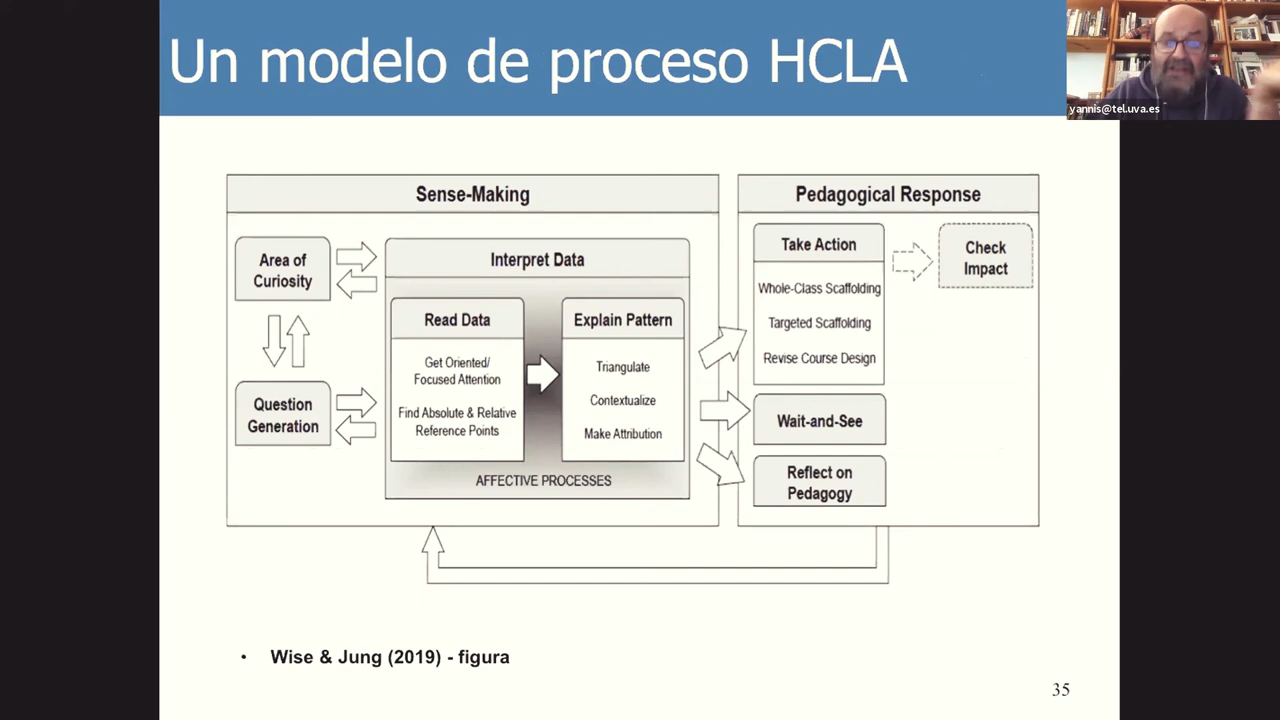 Un modelo de proceso HCLA
yannis@tel.uva.es
Sense-Making
Area of
Curiosity
Question
Generation
Interpret Data
Read Data
Get Oriented/
Focused Attention
Find Absolute & Relative
Reference Points
Explain Pattern
Triangulate
Contextualize
Make Attribution
AFFECTIVE PROCESSES
Pedagogical Response
Take Action
Whole-Class Scaffolding
Targeted Scaffolding
Revise Course Design
Check
Impact
Wait-and-See
Reflect on
Pedagogy
• Wise & Jung (2019) - figura
35